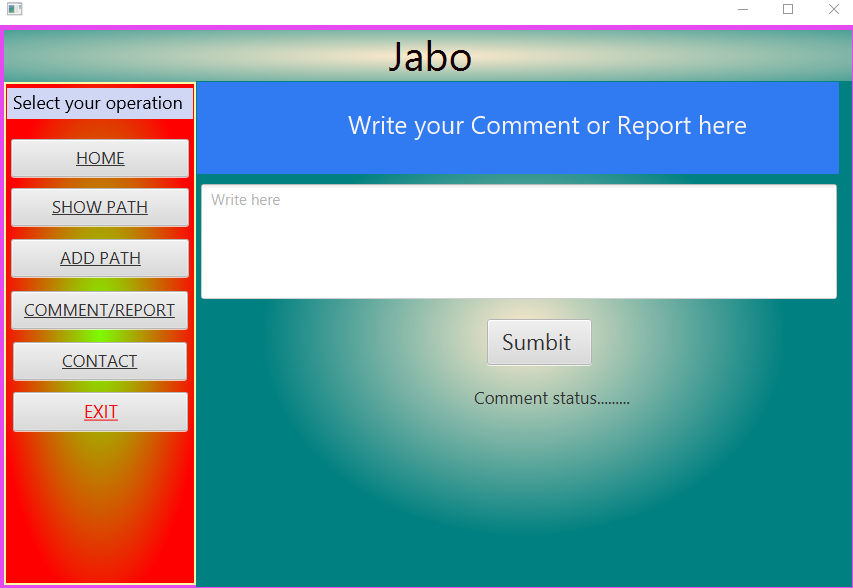 Jabo
Select your operation
HOME
SHOW PATH
ADD PATH
COMMENT/REPORT
CONTACT
EXIT
Write your Comment or Report here
Write here
Sumbit
Comment status.........